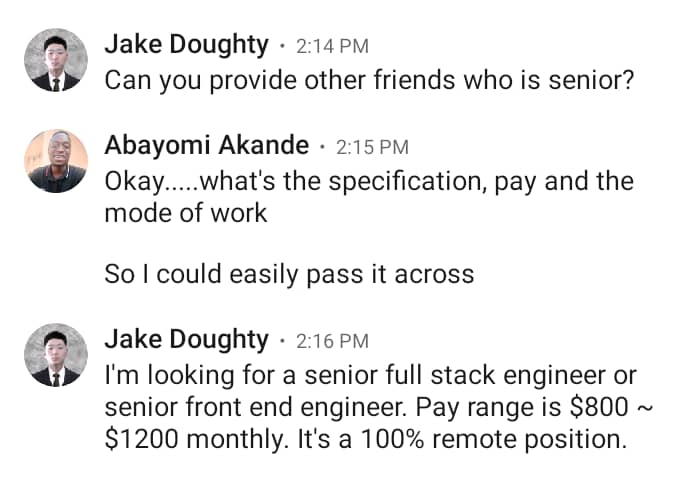 Jake Doughty · 2:14 PM
Can you provide other friends who is senior?
Abayomi Akande · 2:15 PM
Okay.....what's the specification, pay and the
mode of work
So I could easily pass it across
Jake Doughty · 2:16 PM
I'm looking for a senior full stack engineer or
senior front end engineer. Pay range is $800 ~
$1200 monthly. It's a 100% remote position.